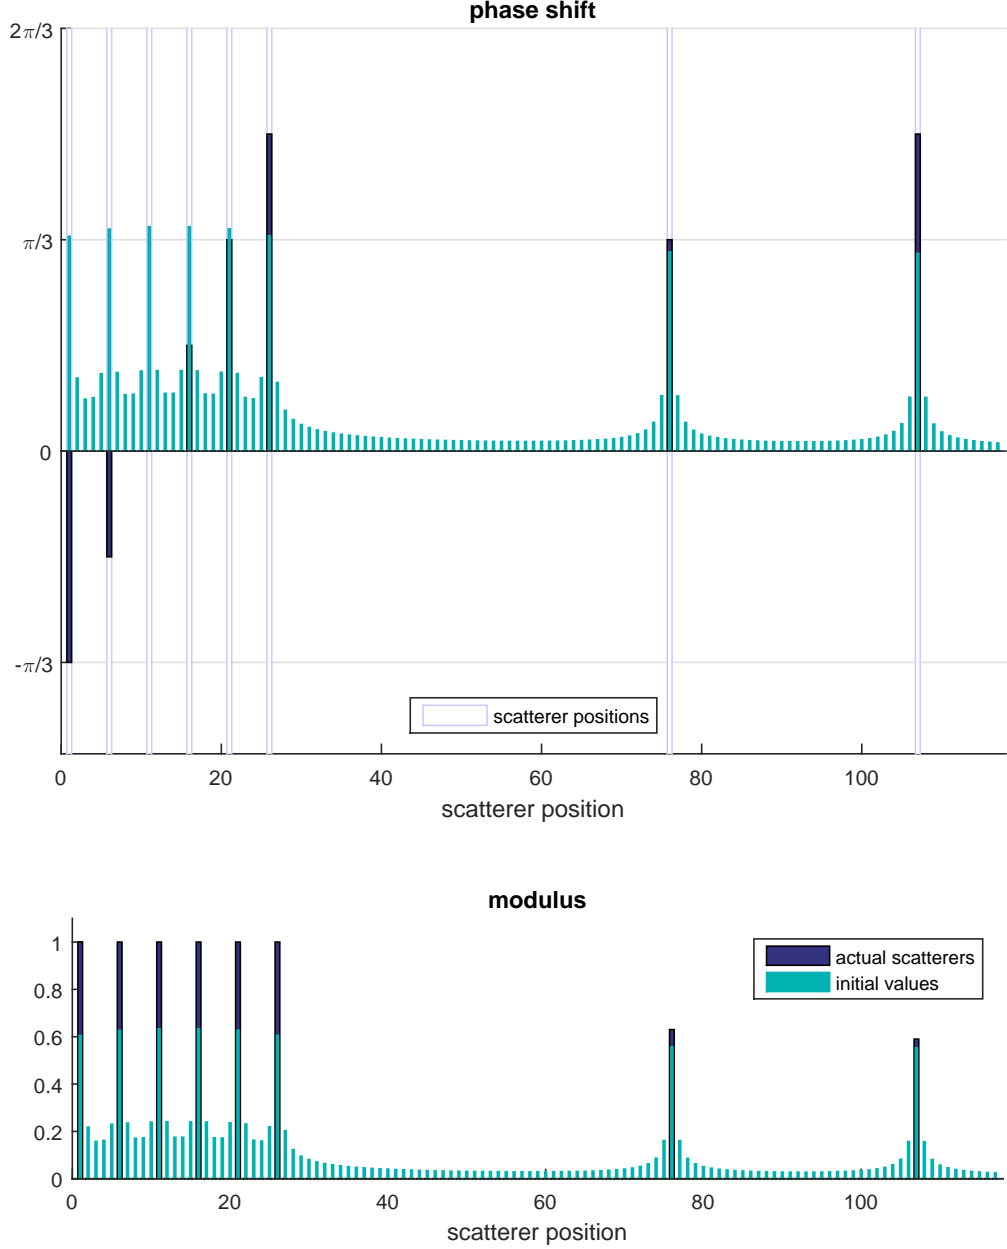 phase shift
2π/3
π/3
0
-π/3
scatterer positions
0 20 40 60 80 100
scatterer position
modulus
1
0.8
0.6
0.4
0.2
0
actual scatterers
initial values
0 20 40 60 80 100
scatterer position